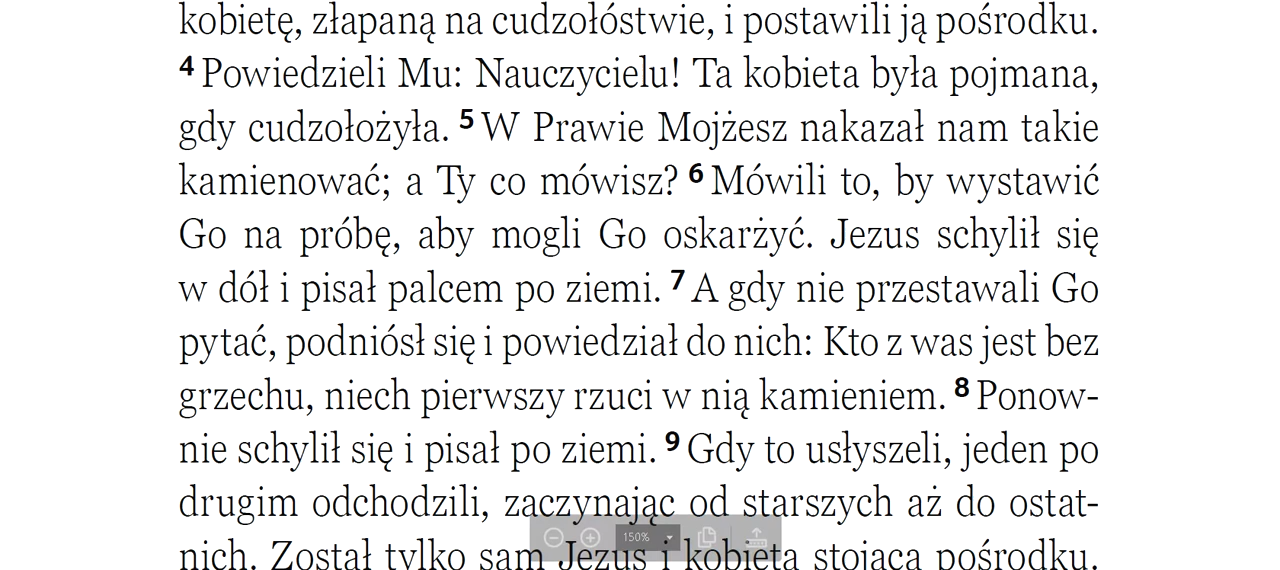 kobietę, złapaną na cudzołóstwie, i postawili ją pośrodku.
4 Powiedzieli Mu: Nauczycielu! Ta kobieta była pojmana,
gdy cudzołożyła. 5 W Prawie Mojżesz nakazał nam takie
kamienować; a Ty co mówisz? 6 Mówili to, by wystawić
Go na próbę, aby mogli Go oskarżyć. Jezus schylił się
w dół i pisał palcem po ziemi. 7 A gdy nie przestawali Go
pytać, podniósł się i powiedział do nich: Kto z was jest bez
grzechu, niech pierwszy rzuci w nią kamieniem. 8 Ponow-
nie schylił się i pisał po ziemi. 9 Gdy to usłyszeli, jeden po
drugim odchodzili, zaczynając od starszych aż do ostat-
150%
nich. Został tylko sam Jezus i kobieta stojąca pośrodku.